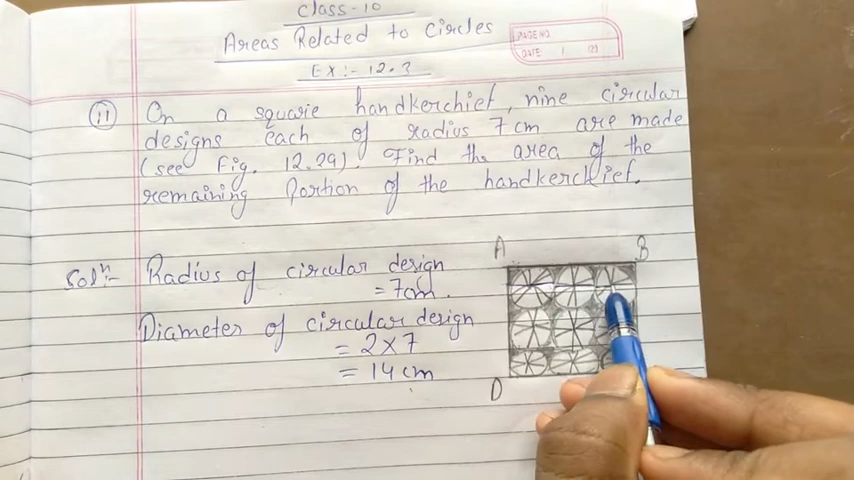 Class-10
Areas Related to Circles
PAGE NO.
DATE: / /
Ex:- 12.3
11 On a square handkerchief, nine circular
designs each of radius 7cm are made
(see Fig. 12.29). Find the area of the
remaining Portion of the handkerchief.
Solⁿ:- Radius of circular design
= 7cm.
Diameter of circular design
= 2×7
= 14 cm
A B
D